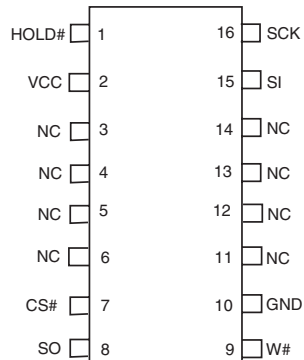 HOLD# 1 16 SCK
VCC 2 15 SI
NC 3 14 NC
NC 4 13 NC
NC 5 12 NC
NC 6 11 NC
CS# 7 10 GND
SO 8 9 W#